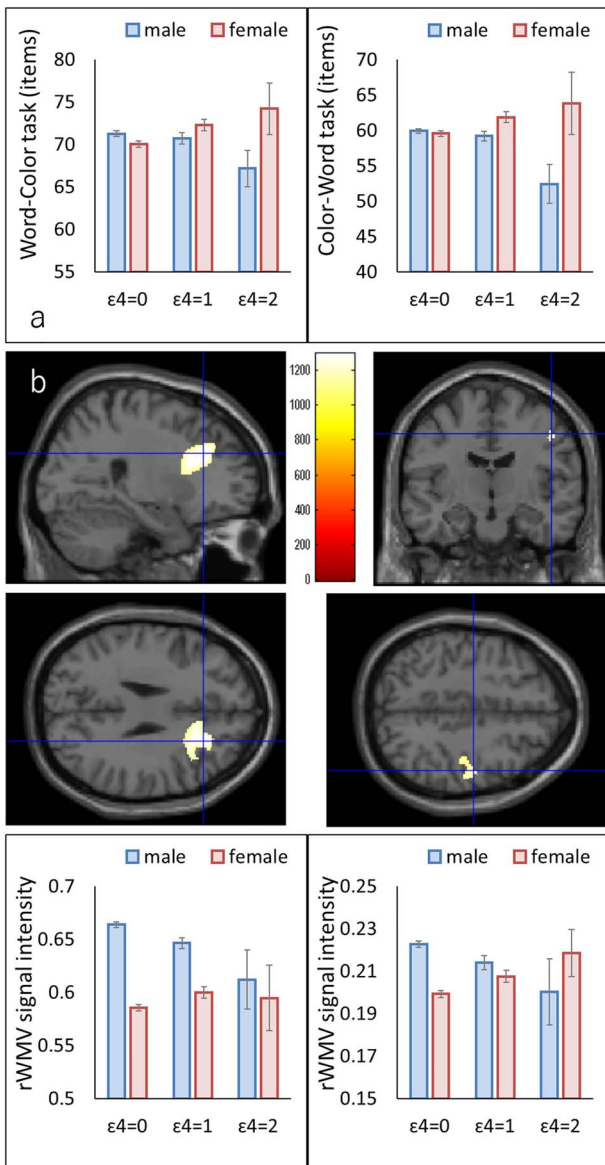 male female
Word-Color task (items)
80
75
70
65
60
55
ε4=0 ε4=1 ε4=2
a
male female
Color-Word task (items)
70
65
60
55
50
45
40
ε4=0 ε4=1 ε4=2
b
1200
1000
800
600
400
200
0
male female
rWMV signal intensity
0.7
0.65
0.6
0.55
0.5
ε4=0 ε4=1 ε4=2
male female
rWMV signal intensity
0.25
0.23
0.21
0.19
0.17
0.15
ε4=0 ε4=1 ε4=2